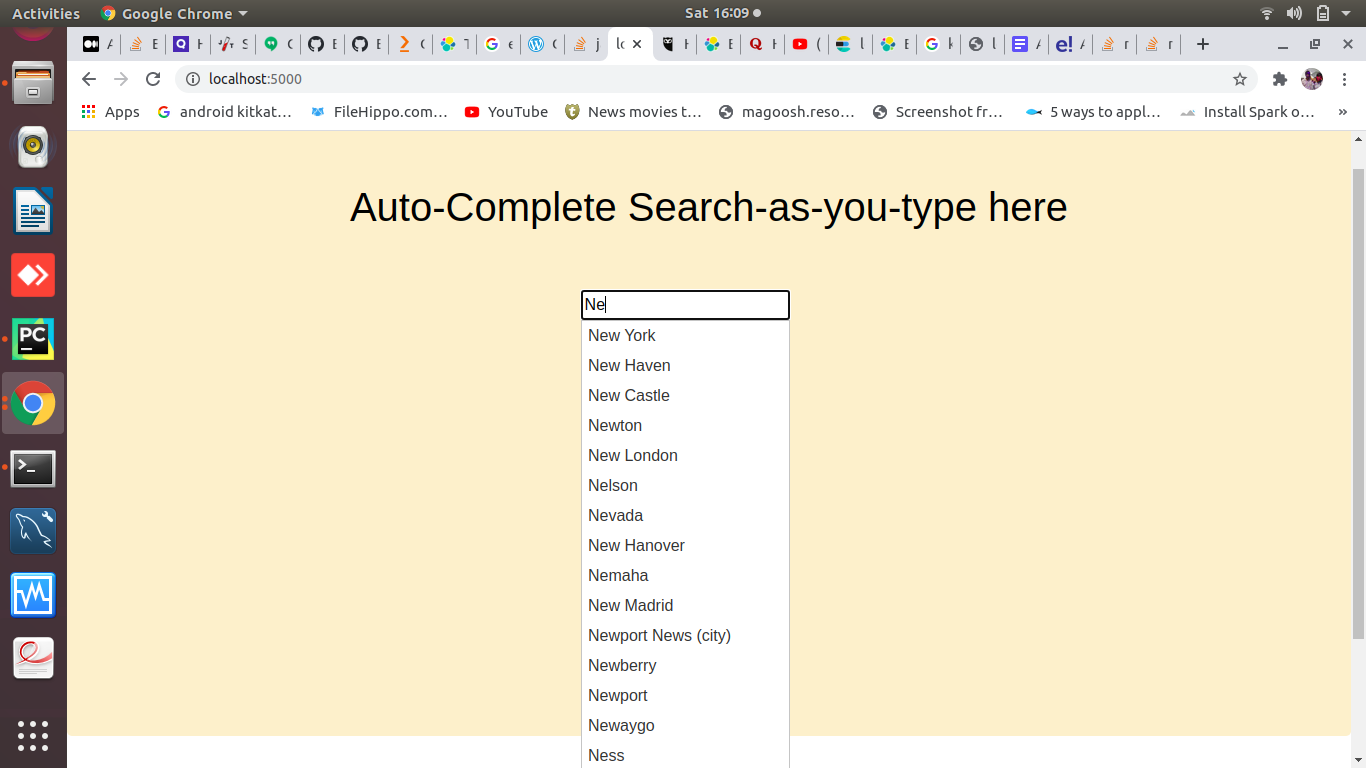 Activities Google Chrome Sat 16:09
localhost:5000
Apps android kitkat… FileHippo.com… YouTube News movies t… magoosh.reso… Screenshot fr… 5 ways to appl… Install Spark o… »
Auto-Complete Search-as-you-type here
Ne
New York
New Haven
New Castle
Newton
New London
Nelson
Nevada
New Hanover
Nemaha
New Madrid
Newport News (city)
Newberry
Newport
Newaygo
Ness